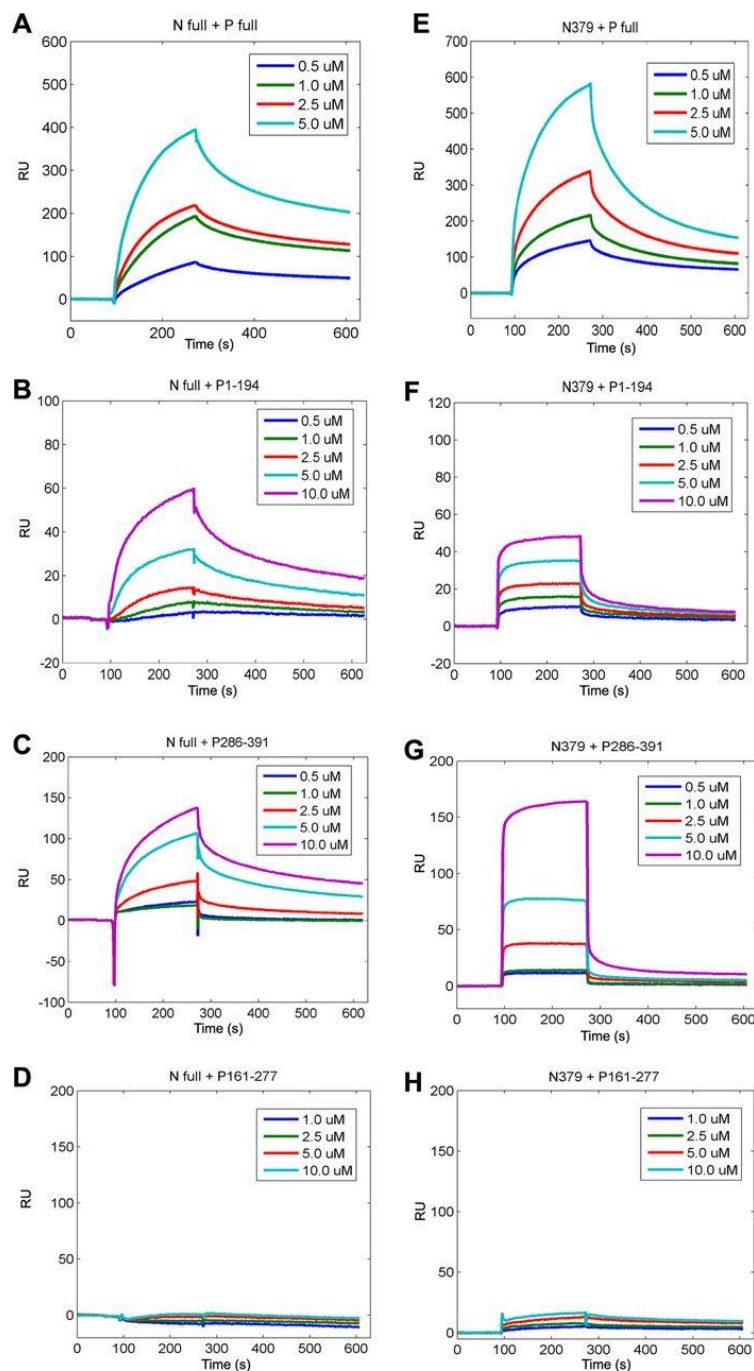 A
N full + P full
600
500
400
300
200
100
0
RU
0.5 uM
1.0 uM
2.5 uM
5.0 uM
0 200 400 600
Time (s)
B
N full + P1-194
100
80
60
40
20
0
-20
RU
0.5 uM
1.0 uM
2.5 uM
5.0 uM
10.0 uM
0 100 200 300 400 500 600
Time (s)
C
N full + P286-391
200
150
100
50
0
-50
-100
RU
0.5 uM
1.0 uM
2.5 uM
5.0 uM
10.0 uM
0 100 200 300 400 500 600
Time (s)
D
N full + P161-277
200
150
100
50
0
RU
1.0 uM
2.5 uM
5.0 uM
10.0 uM
0 100 200 300 400 500 600
Time (s)
E
N379 + P full
700
600
500
400
300
200
100
0
RU
0.5 uM
1.0 uM
2.5 uM
5.0 uM
0 100 200 300 400 500 600
Time (s)
F
N379 + P1-194
120
100
80
60
40
20
0
-20
RU
0.5 uM
1.0 uM
2.5 uM
5.0 uM
10.0 uM
0 100 200 300 400 500 600
Time (s)
G
N379 + P286-391
200
150
100
50
0
RU
0.5 uM
1.0 uM
2.5 uM
5.0 uM
10.0 uM
0 100 200 300 400 500 600
Time (s)
H
N379 + P161-277
200
150
100
50
0
RU
1.0 uM
2.5 uM
5.0 uM
10.0 uM
0 100 200 300 400 500 600
Time (s)